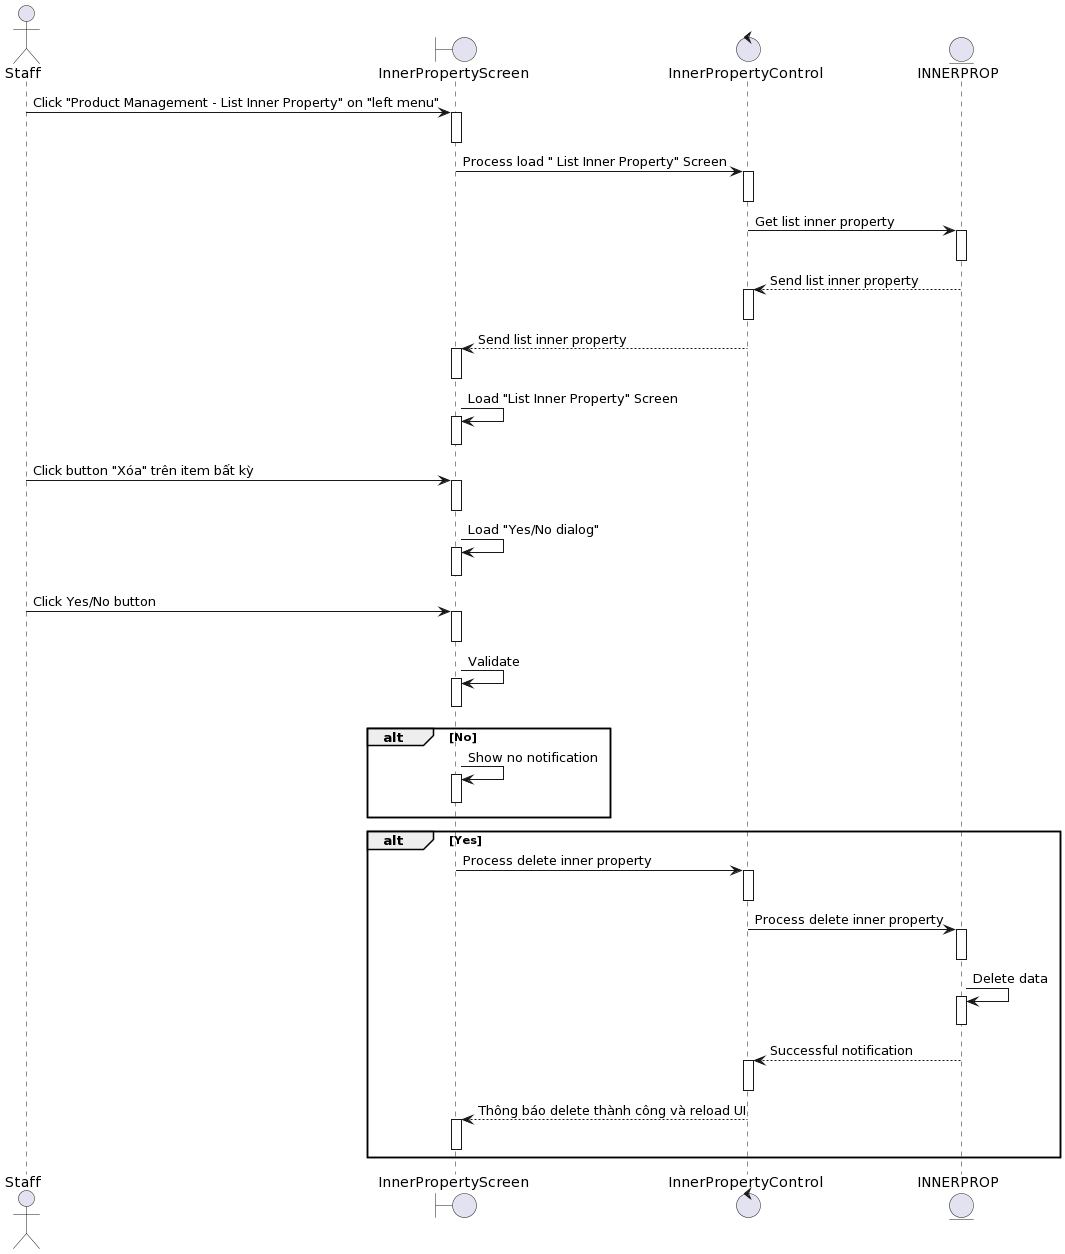 Staff
InnerPropertyScreen
InnerPropertyControl
INNERPROP
Click "Product Management - List Inner Property" on "left menu"
Process load " List Inner Property" Screen
Get list inner property
Send list inner property
Send list inner property
Load "List Inner Property" Screen
Click button "Xóa" trên item bất kỳ
Load "Yes/No dialog"
Click Yes/No button
Validate
alt [No]
Show no notification
alt [Yes]
Process delete inner property
Process delete inner property
Delete data
Successful notification
Thông báo delete thành công và reload UI
Staff
InnerPropertyScreen
InnerPropertyControl
INNERPROP